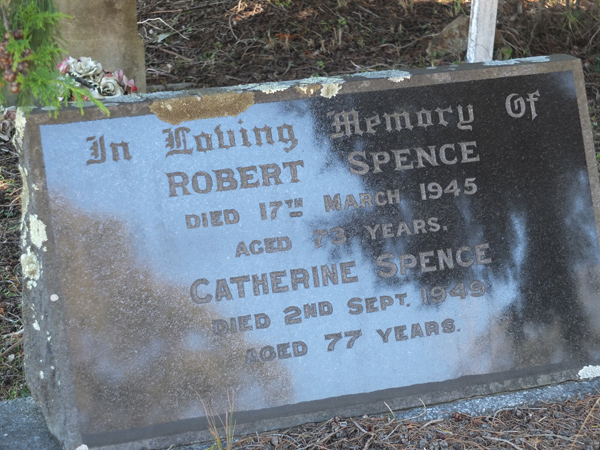 In Loving Memory Of
ROBERT SPENCE
DIED 17TH MARCH 1945
AGED 73 YEARS.
CATHERINE SPENCE
DIED 2ND SEPT. 1949
AGED 77 YEARS.